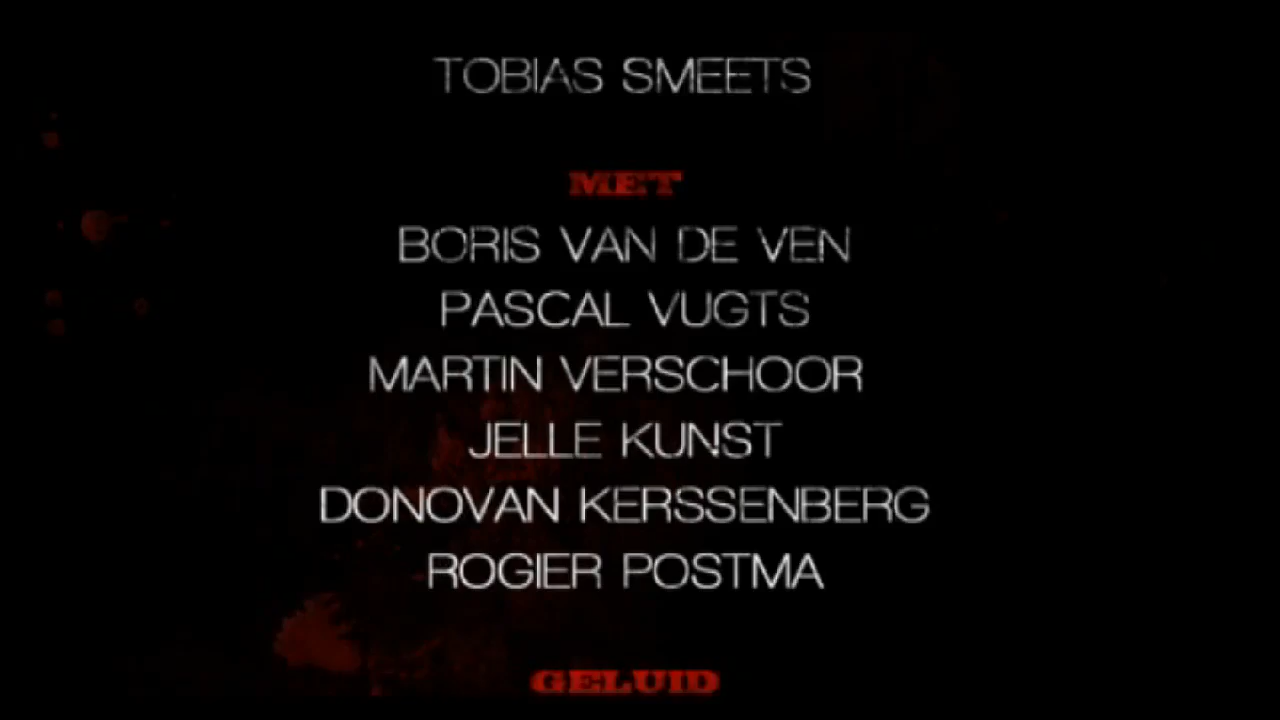 TOBIAS SMEETS
MET
BORIS VAN DE VEN
PASCAL VUGTS
MARTIN VERSCHOOR
JELLE KUNST
DONOVAN KERSSENBERG
ROGIER POSTMA
GELUID